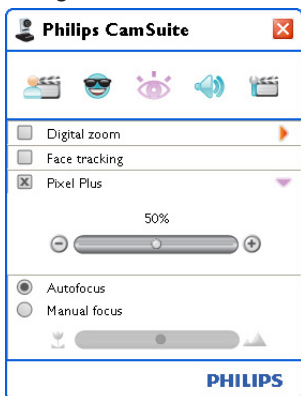 Philips CamSuite
Digital zoom
Face tracking
Pixel Plus
50%
Autofocus
Manual focus
PHILIPS